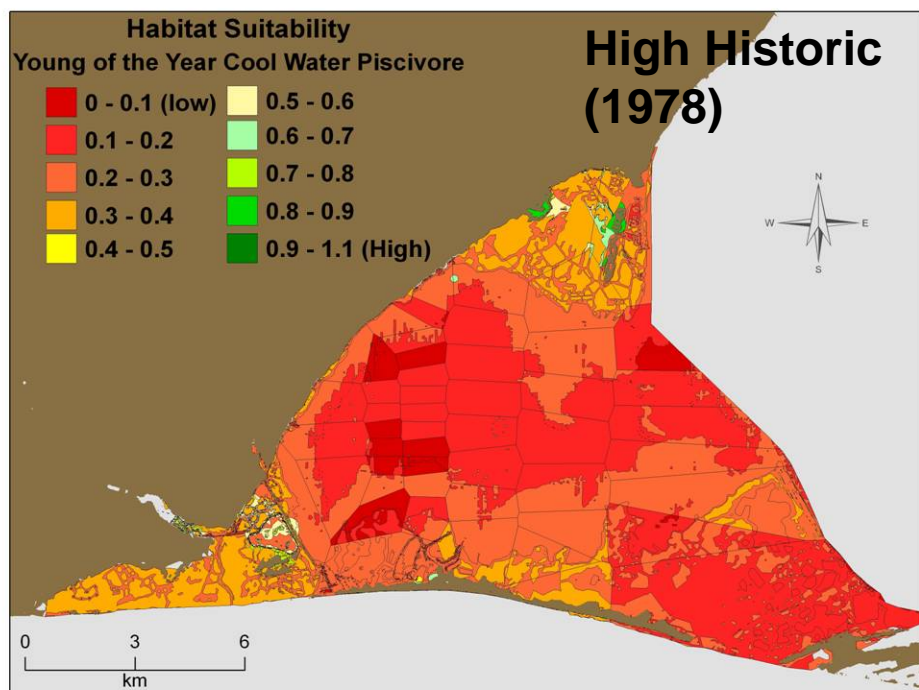 Habitat Suitability
Young of the Year Cool Water Piscivore
0 - 0.1 (low)
0.1 - 0.2
0.2 - 0.3
0.3 - 0.4
0.4 - 0.5
0.5 - 0.6
0.6 - 0.7
0.7 - 0.8
0.8 - 0.9
0.9 - 1.1 (High)
High Historic
(1978)
N
W E
S
0 3 6
km